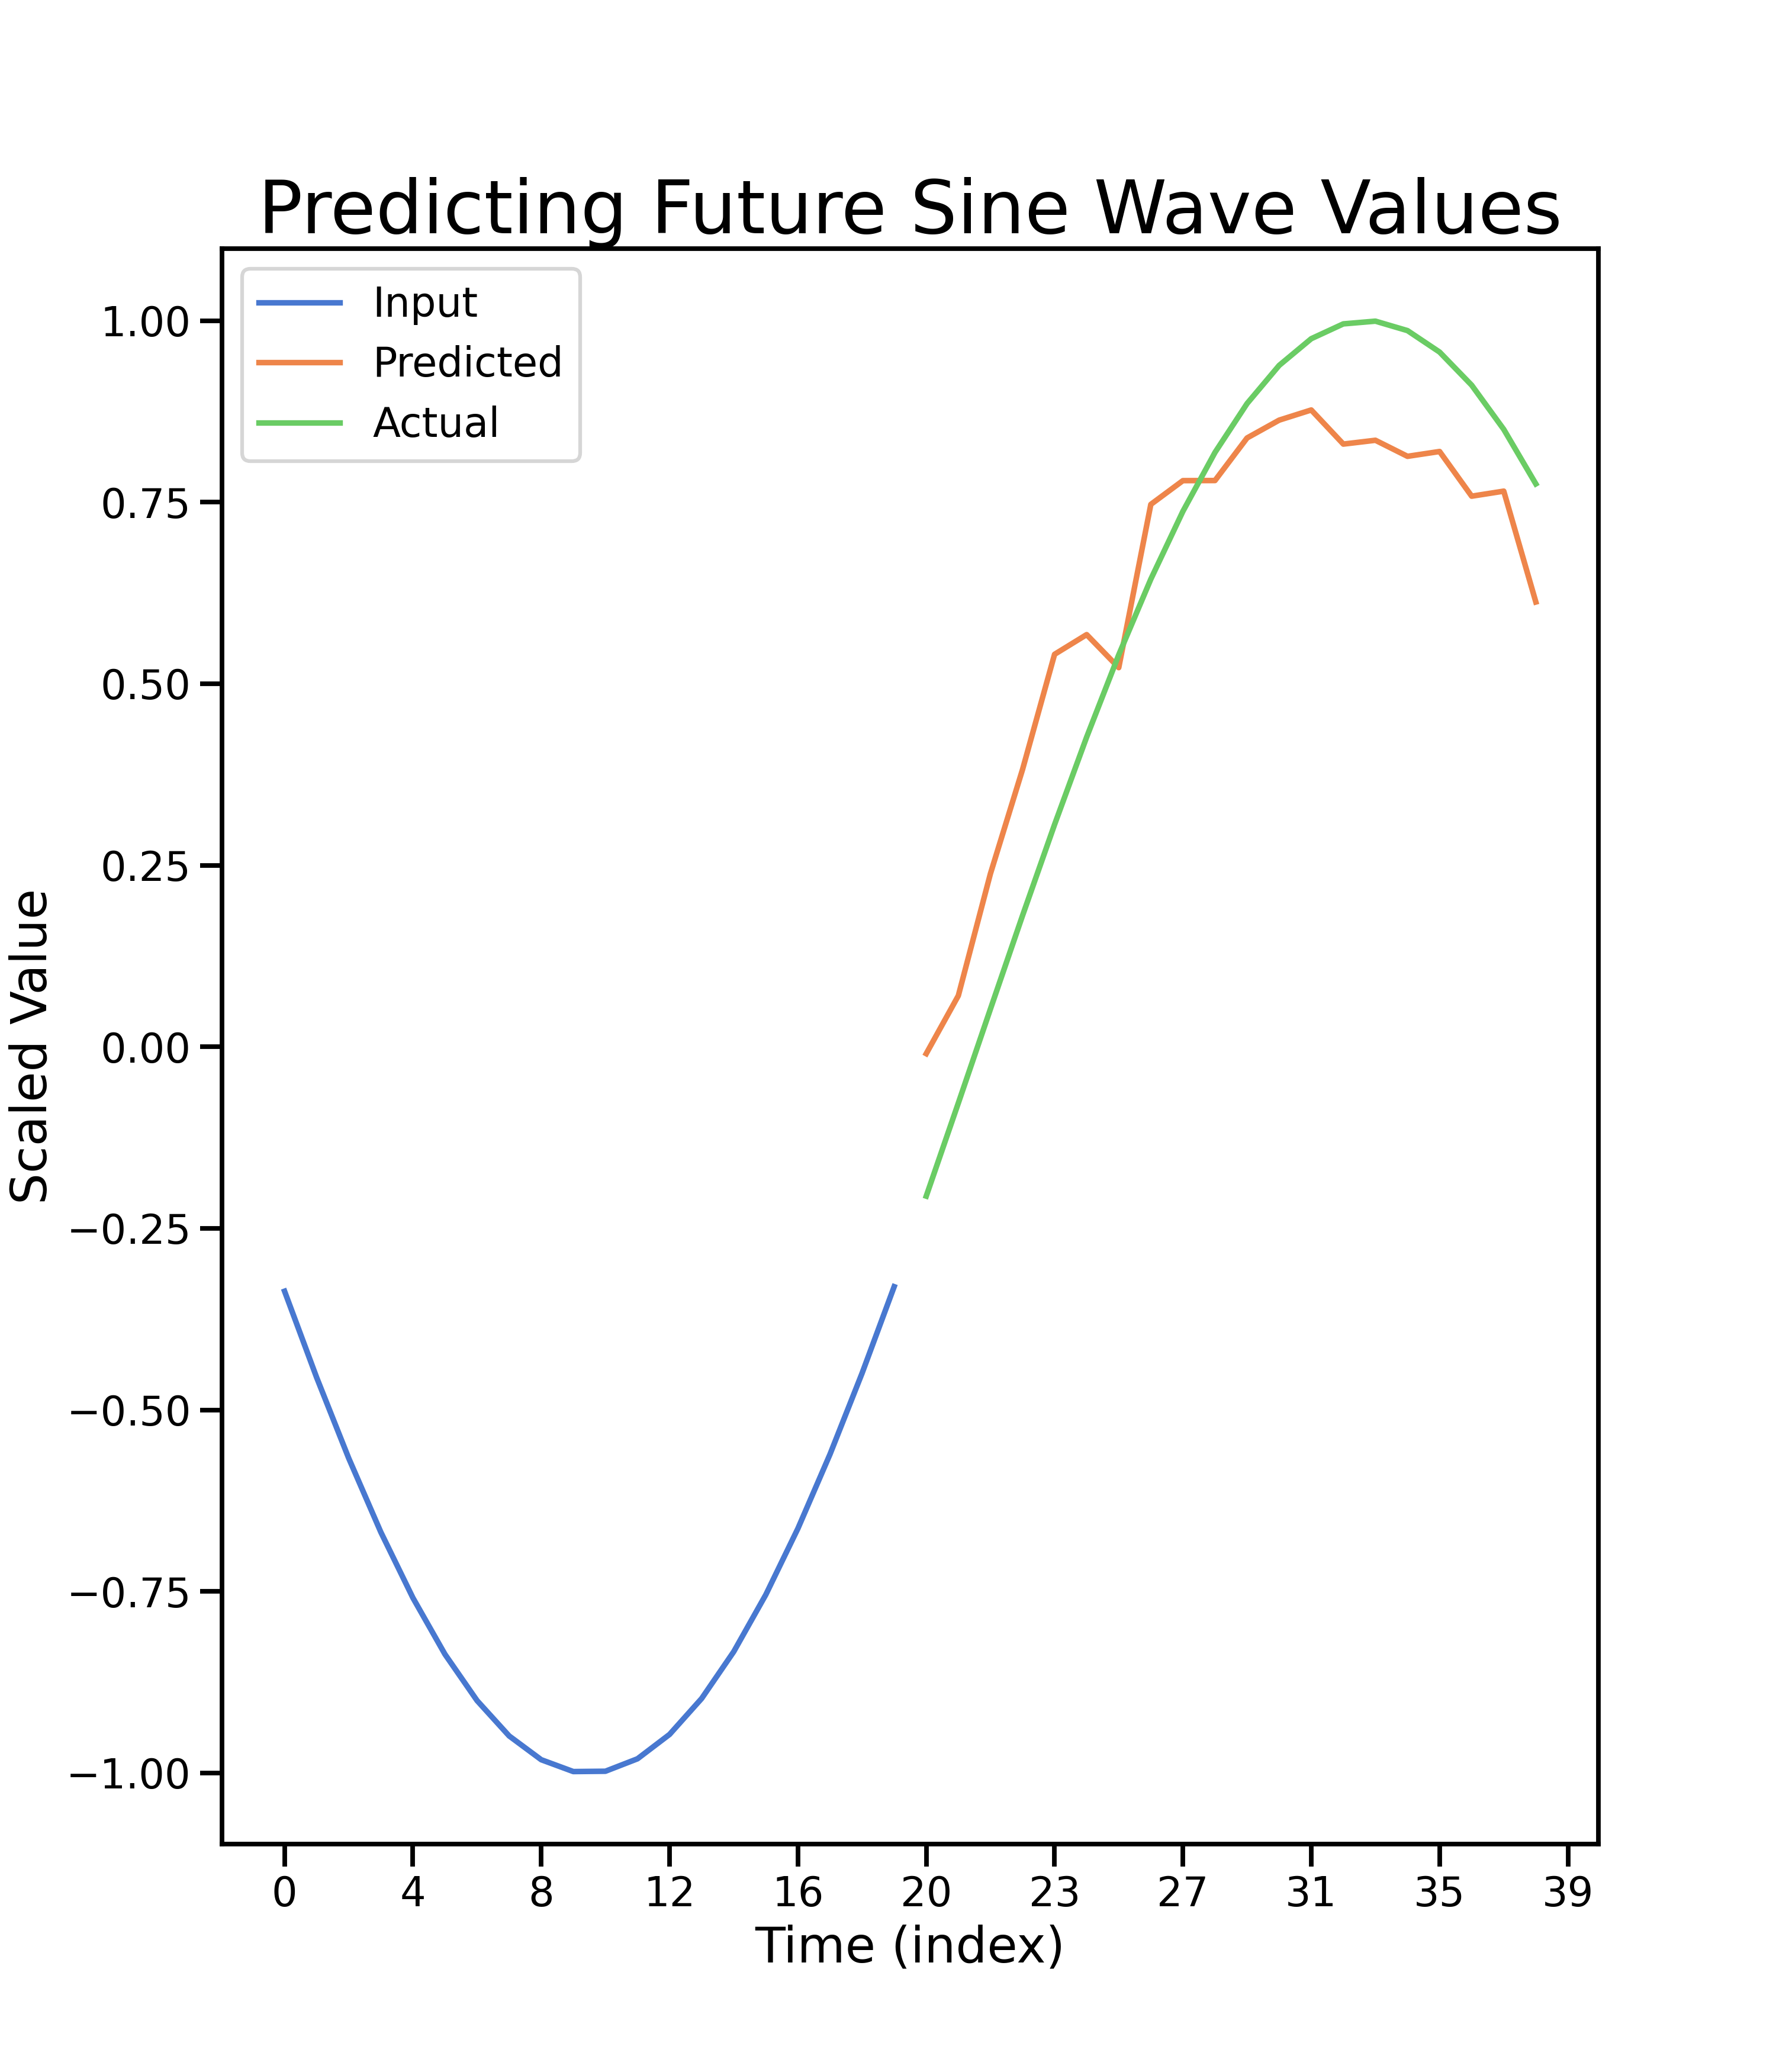 Predicting Future Sine Wave Values
Input
Predicted
Actual
1.00
0.75
0.50
0.25
0.00
−0.25
−0.50
−0.75
−1.00
Scaled Value
0 4 8 12 16 20 23 27 31 35 39
Time (index)